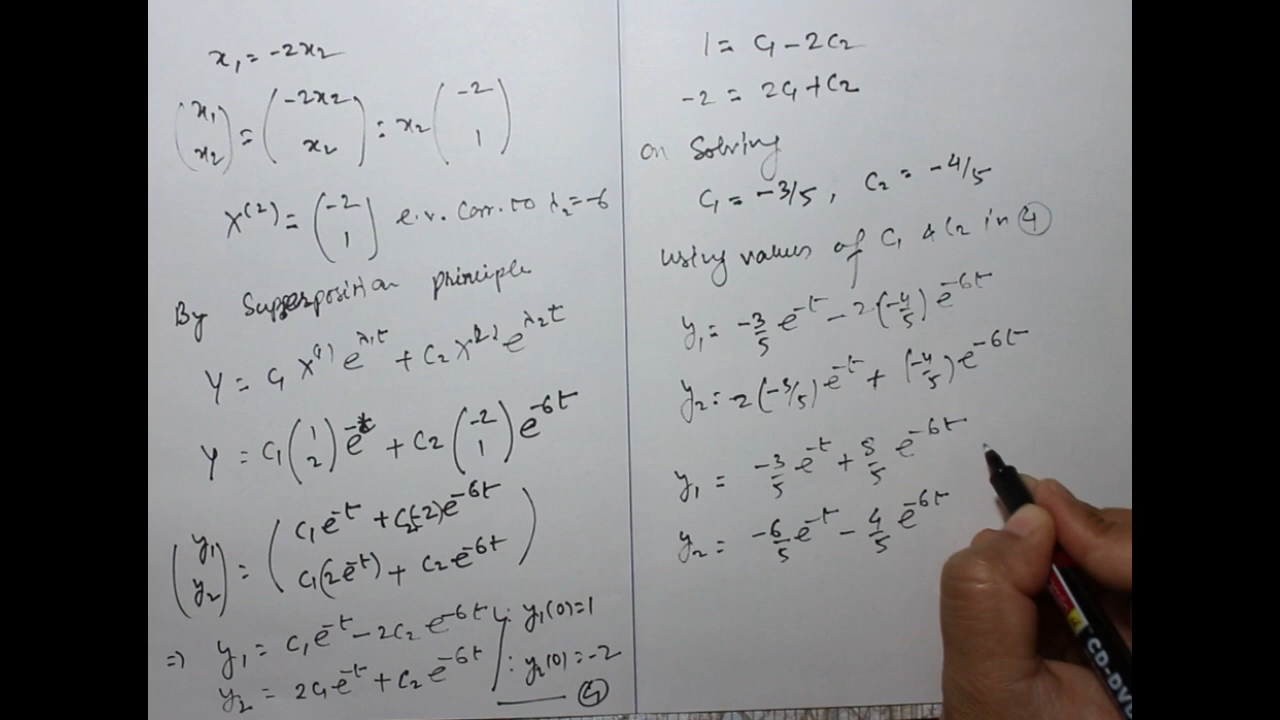 x₁ = -2x₂
(x₁ x₂) = (-2x₂ x₂) = x₂ (-2 1)
X⁽²⁾ = (-2 1) e.v. corr. to λ₂ = -6
By Supperposition principle
Y = C₁ X⁽¹⁾ e^λ₁t + C₂ X⁽²⁾ e^λ₂t
Y = C₁ (1 2) e^-t + C₂ (-2 1) e^-6t
(y₁ y₂) = (C₁e^-t + C₂(-2)e^-6t C₁(2e^-t) + C₂e^-6t)
⇒ y₁ = C₁e^-t - 2C₂ e^-6t ∵ y₁(0)=1
y₂ = 2C₁e^-t + C₂ e^-6t ∵ y₂(0) = -2
—— ④
1 = C₁ - 2C₂
-2 = 2C₁ + C₂
on Solving
C₁ = -3/5, C₂ = -4/5
using values of C₁ & C₂ in ④
y₁ = -3/5 e^-t - 2(-4/5) e^-6t
y₂ = 2(-3/5) e^-t + (-4/5) e^-6t
y₁ = -3/5 e^-t + 8/5 e^-6t
y₂ = -6/5 e^-t - 4/5 e^-6t
CD-DV